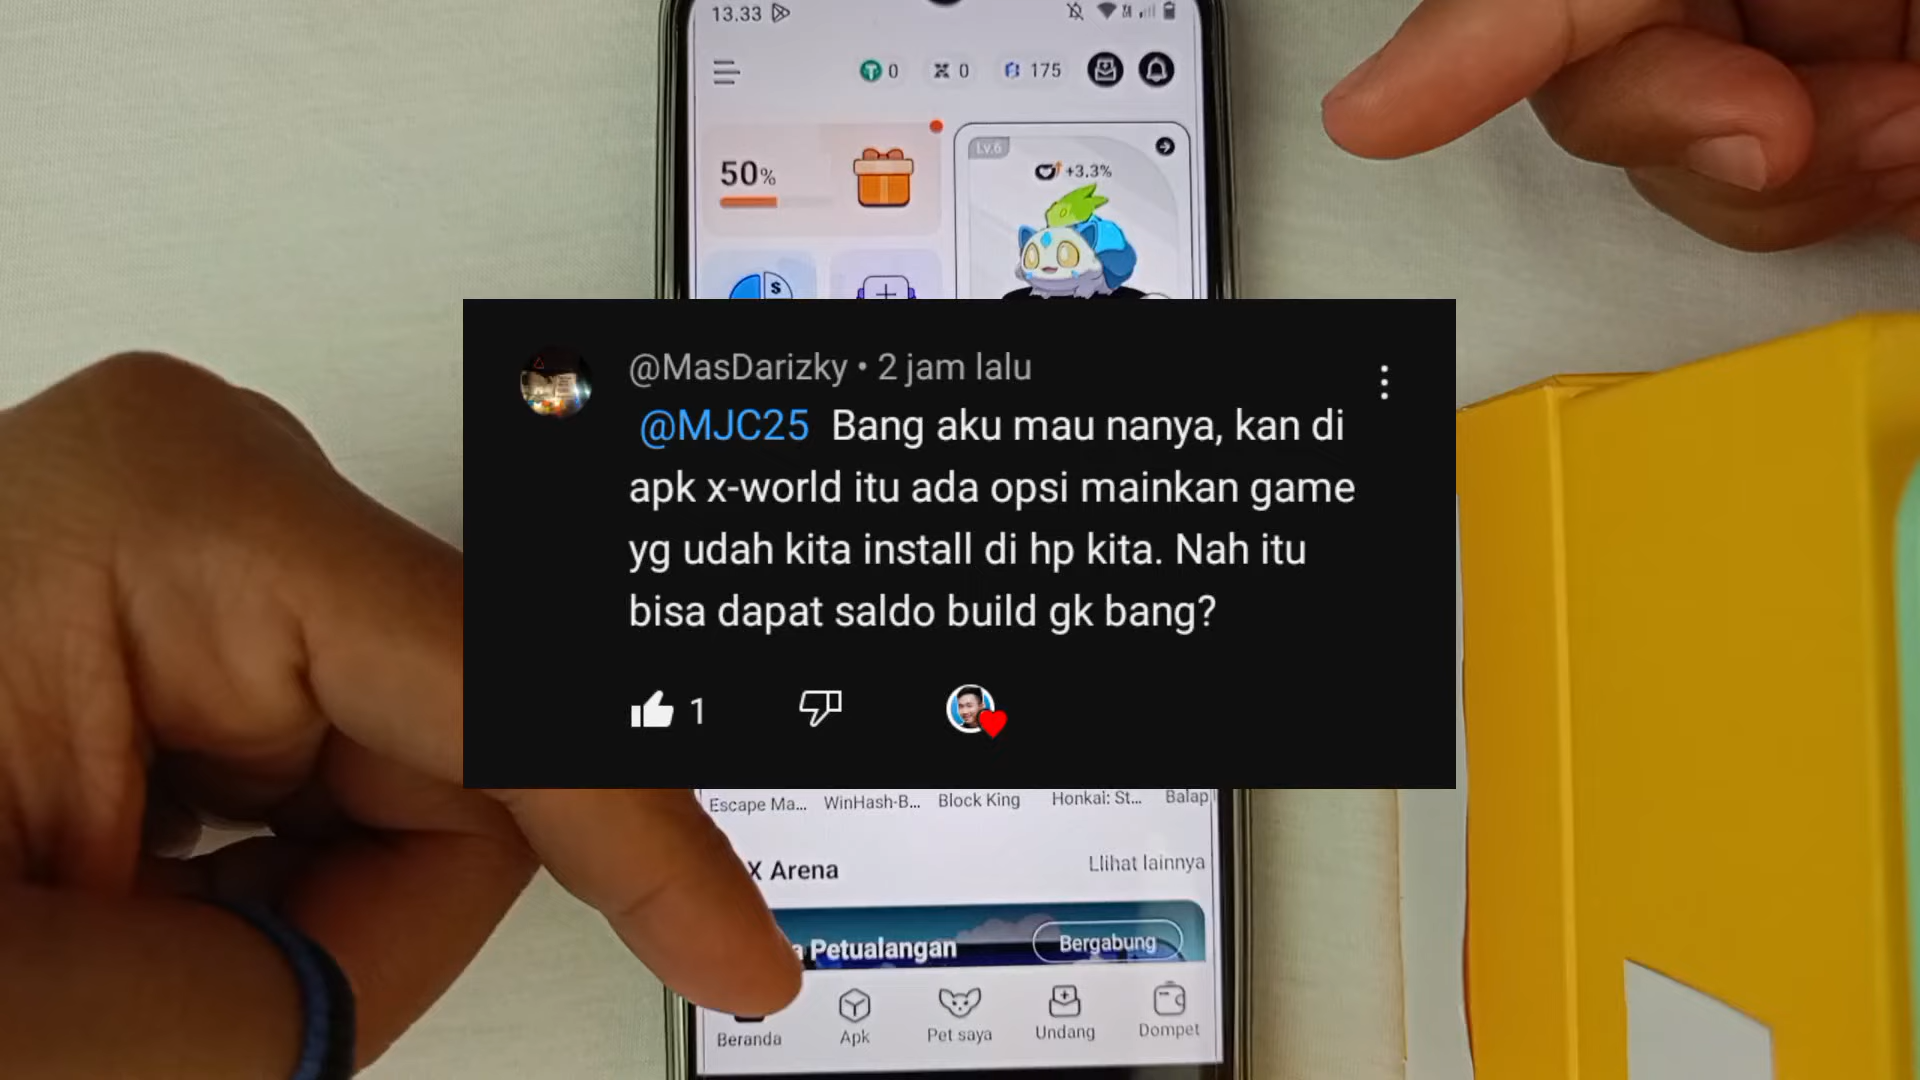 13.33
0
0
175
50%
Lv.6
+3.3%
$
@MasDarizky • 2 jam lalu
@MJC25 Bang aku mau nanya, kan di
apk x-world itu ada opsi mainkan game
yg udah kita install di hp kita. Nah itu
bisa dapat saldo build gk bang?
1
Escape Ma...
WinHash-B...
Block King
Honkai: St...
Balap
X Arena
Llihat lainnya
a Petualangan
Bergabung
Beranda
Apk
Pet saya
Undang
Dompet